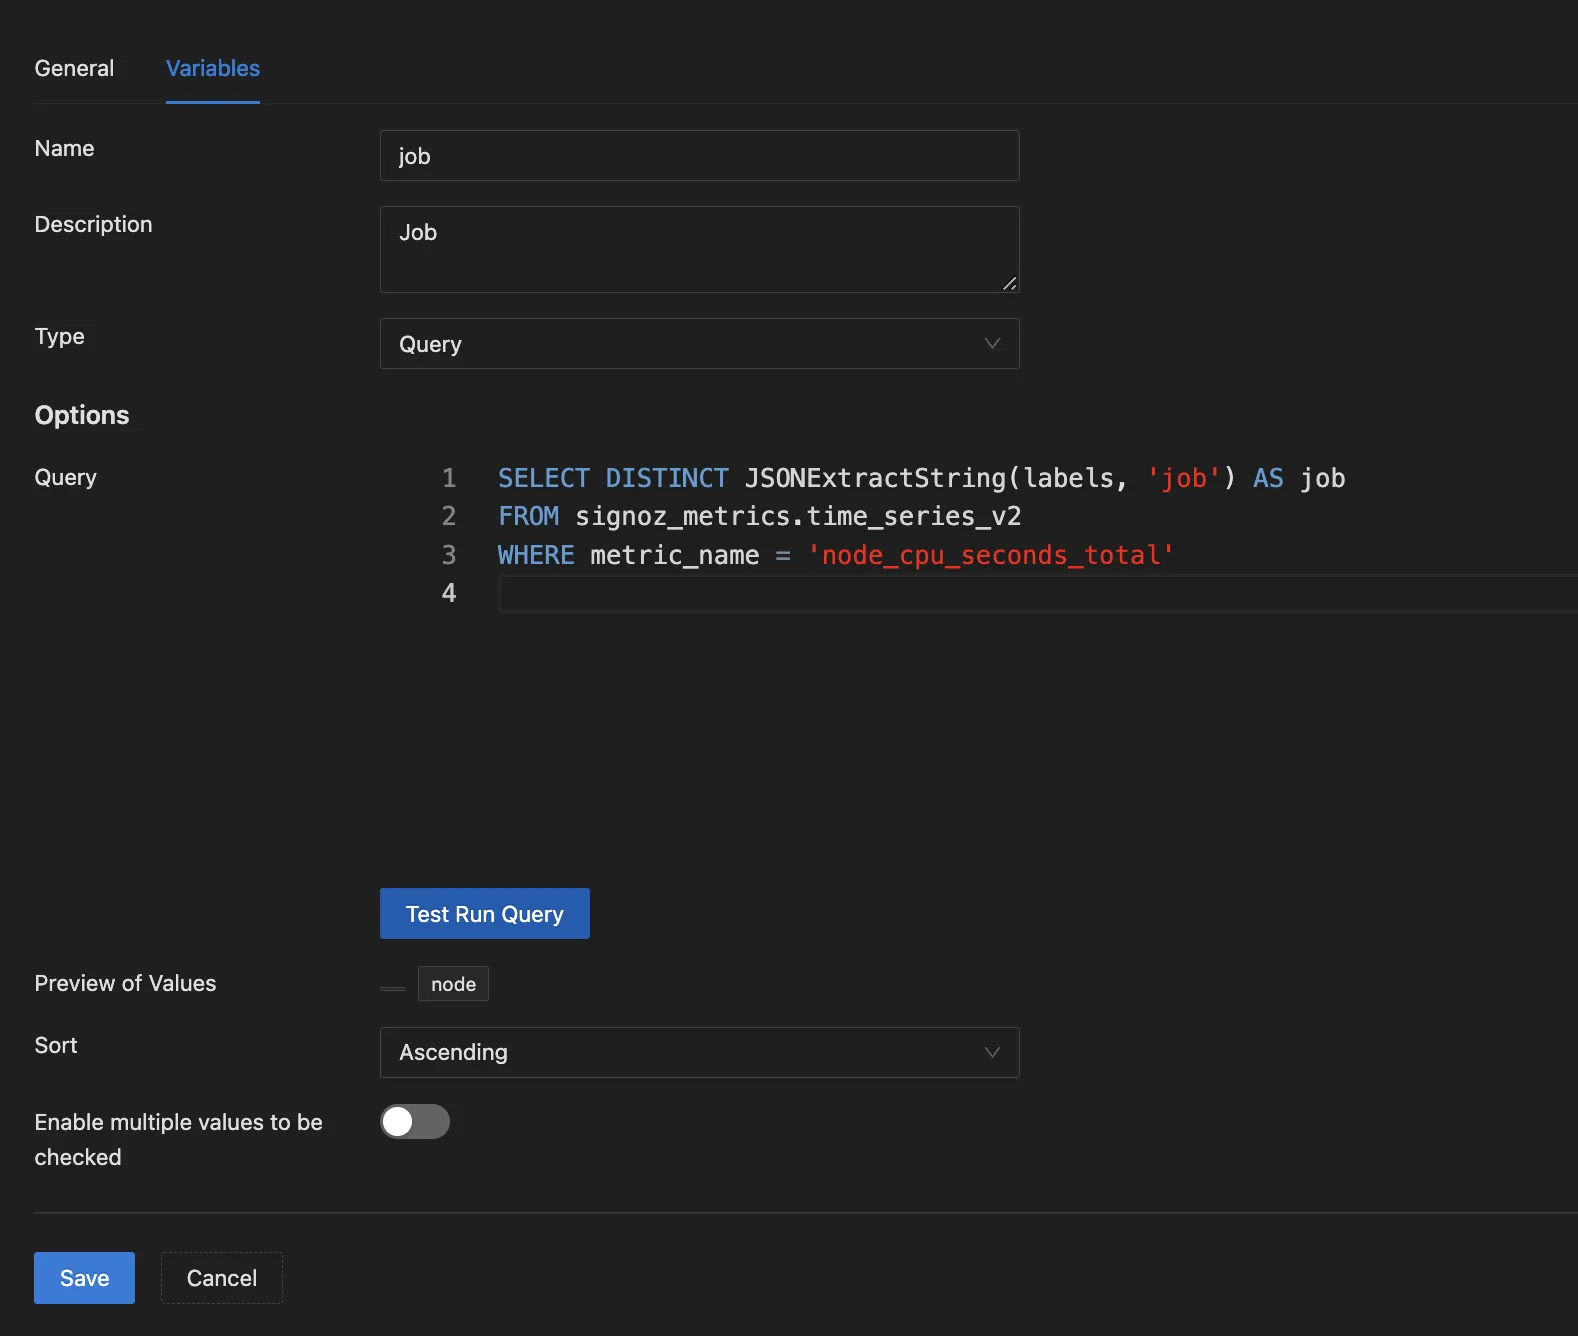 General Variables
Name job
Description Job
Type Query
Options
Query
1 SELECT DISTINCT JSONExtractString(labels, 'job') AS job
2 FROM signoz_metrics.time_series_v2
3 WHERE metric_name = 'node_cpu_seconds_total'
4
Test Run Query
Preview of Values node
Sort Ascending
Enable multiple values to be
checked
Save Cancel